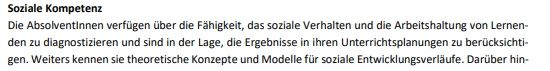 Soziale Kompetenz
Die AbsolventInnen verfügen über die Fähigkeit, das soziale Verhalten und die Arbeitshaltung von Lernen-
den zu diagnostizieren und sind in der Lage, die Ergebnisse in ihren Unterrichtsplanungen zu berücksichti-
gen. Weiters kennen sie theoretische Konzepte und Modelle für soziale Entwicklungsverläufe. Darüber hin-